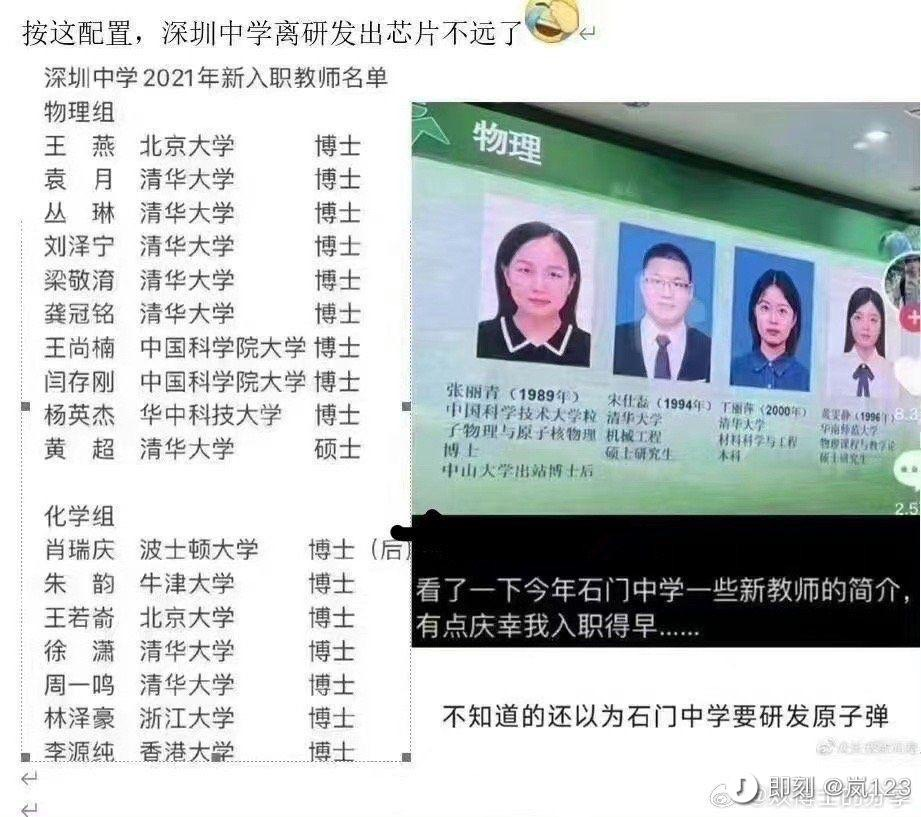 按这配置，深圳中学离研发出芯片不远了
深圳中学2021年新入职教师名单
物理组
王 燕 北京大学 博士
袁 月 清华大学 博士
丛 琳 清华大学 博士
刘泽宁 清华大学 博士
梁敬淯 清华大学 博士
龚冠铭 清华大学 博士
王尚楠 中国科学院大学 博士
闫存刚 中国科学院大学 博士
杨英杰 华中科技大学 博士
黄 超 清华大学 硕士
化学组
肖瑞庆 波士顿大学 博士（后）
朱 韵 牛津大学 博士
王若嵛 北京大学 博士
徐 潇 清华大学 博士
周一鸣 清华大学 博士
林泽豪 浙江大学 博士
李源纯 香港大学 博士
物理
张丽青（1989年）
中国科学技术大学粒
子物理与原子核物理
博士
中山大学出站博士后
宋仕磊（1994年）
清华大学
机械工程
硕士研究生
丁丽萍（2000年）
清华大学
材料科学与工程
本科
（1996年）
华南师范大学
物理课程与教学论
硕士研究生
8.2
2.5
看了一下今年石门中学一些新教师的简介，
有点庆幸我入职得早......
不知道的还以为石门中学要研发原子弹
即刻 @岚123
博士的分享